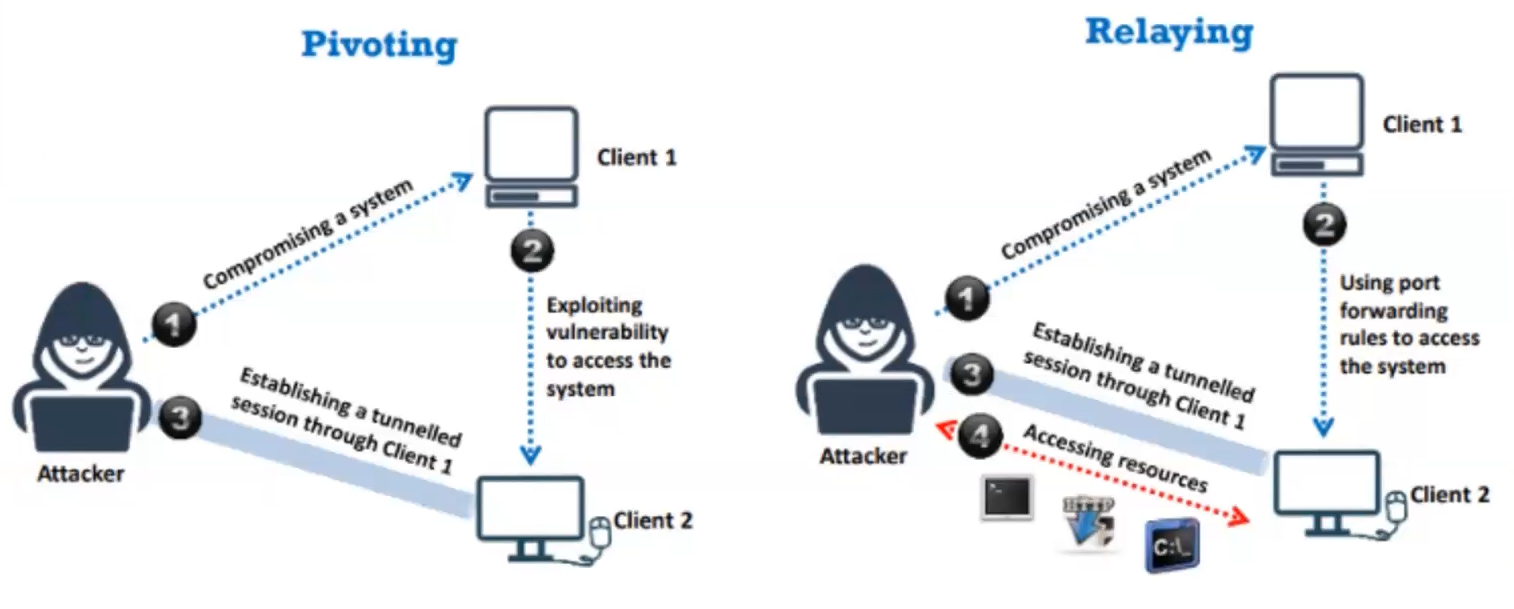 Pivoting
Client 1
Compromising a system
1
2
Exploiting
vulnerability
to access the
system
Establishing a tunnelled
session through Client 1
3
Attacker
Client 2
Relaying
Client 1
Compromising a system
1
2
Using port
forwarding
rules to access
the system
Establishing a tunnelled
session through Client 1
3
4
Accessing resources
Attacker
>_
HTTP
C:\_
Client 2